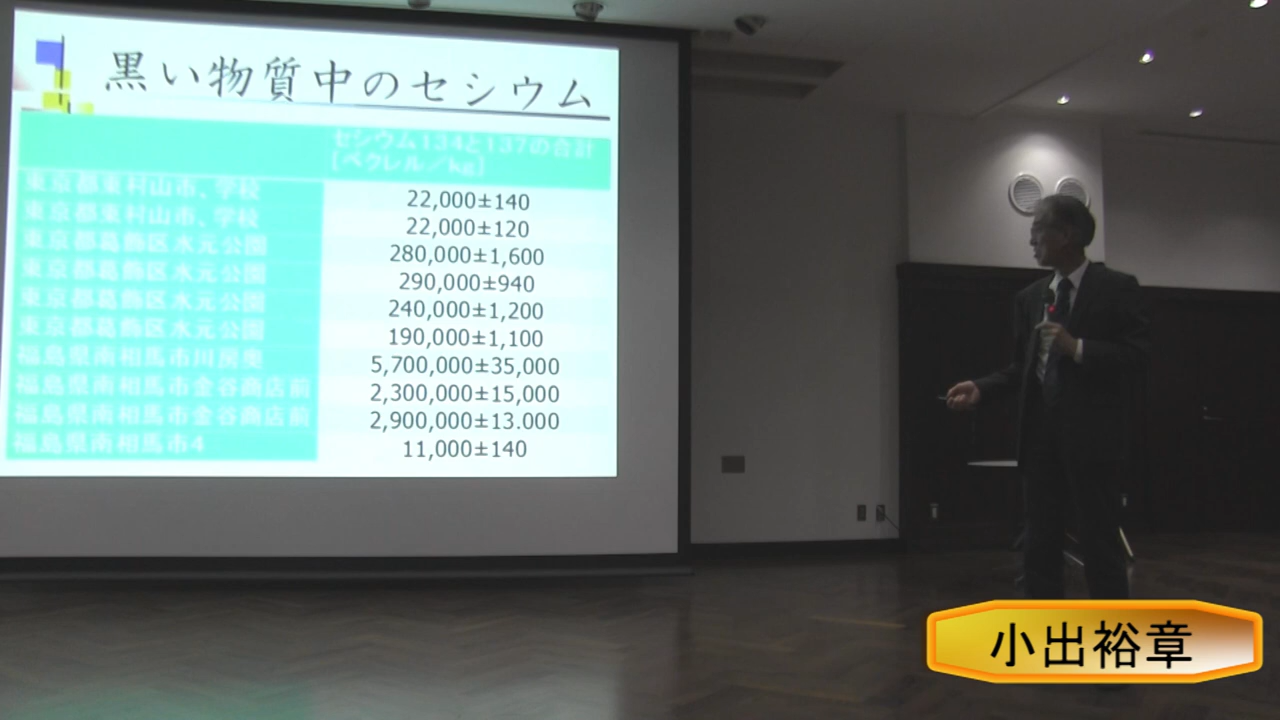 黒い物質中のセシウム
セシウム134と137の合計
[ベクレル/kg]
東京都東村山市、学校 22,000±140
東京都東村山市、学校 22,000±120
東京都葛飾区水元公園 280,000±1,600
東京都葛飾区水元公園 290,000±940
東京都葛飾区水元公園 240,000±1,200
東京都葛飾区水元公園 190,000±1,100
福島県南相馬市川房 5,700,000±35,000
福島県南相馬市金谷商店前 2,300,000±15,000
福島県南相馬市金谷商店前 2,900,000±13.000
福島県南相馬市4 11,000±140
小出裕章